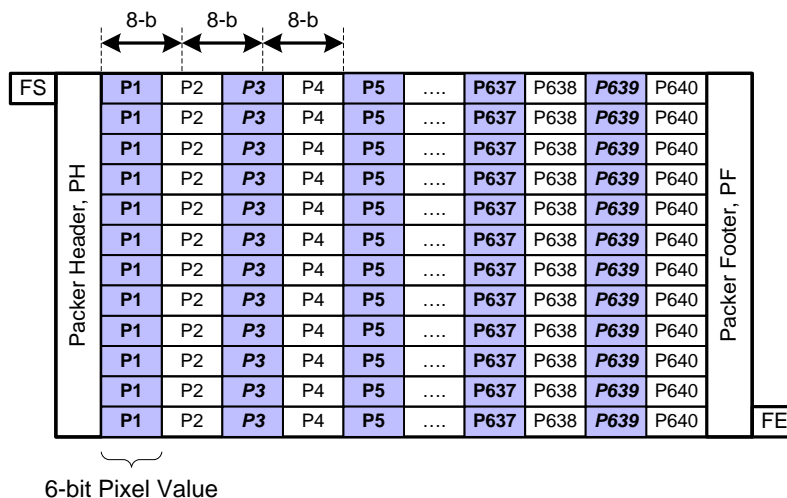 8-b 8-b 8-b
FS P1 P2 P3 P4 P5 .... P637 P638 P639 P640
P1 P2 P3 P4 P5 .... P637 P638 P639 P640
P1 P2 P3 P4 P5 .... P637 P638 P639 P640
P1 P2 P3 P4 P5 .... P637 P638 P639 P640
P1 P2 P3 P4 P5 .... P637 P638 P639 P640
P1 P2 P3 P4 P5 .... P637 P638 P639 P640
P1 P2 P3 P4 P5 .... P637 P638 P639 P640
P1 P2 P3 P4 P5 .... P637 P638 P639 P640
P1 P2 P3 P4 P5 .... P637 P638 P639 P640
P1 P2 P3 P4 P5 .... P637 P638 P639 P640
P1 P2 P3 P4 P5 .... P637 P638 P639 P640
P1 P2 P3 P4 P5 .... P637 P638 P639 P640 FE
Packer Header, PH
Packer Footer, PF
6-bit Pixel Value